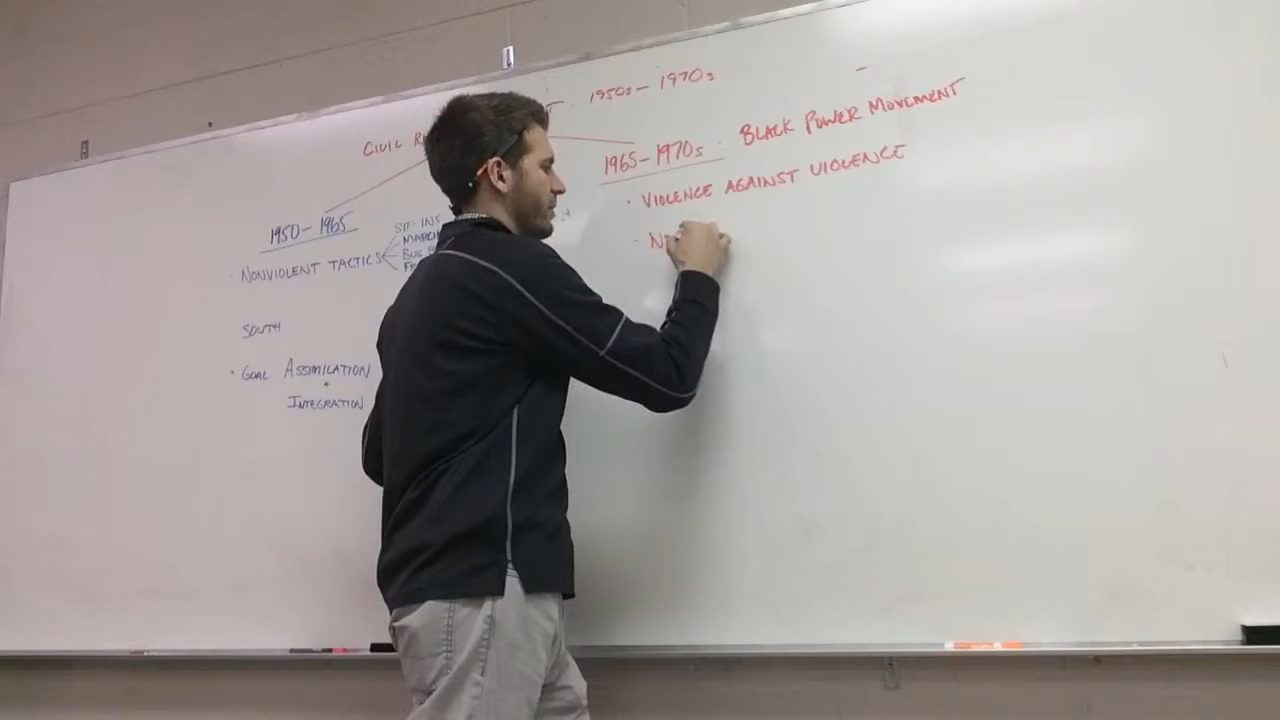 1950s - 1970s
CIVIL
1965-1970s : BLACK POWER MOVEMENT
• VIOLENCE AGAINST VIOLENCE
1950-1965
SIT-INS
• NONVIOLENT TACTICS
SOUTH
• GOAL ASSIMILATION
+
INTEGRATION